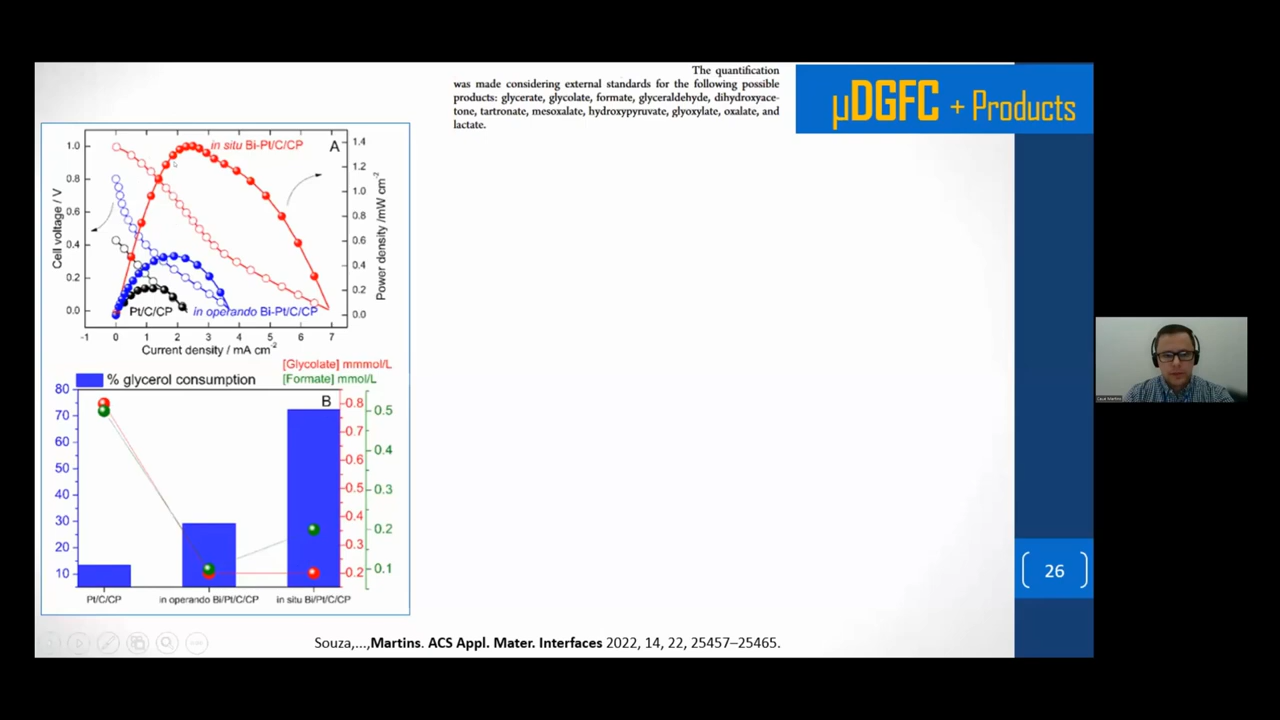 The quantification
was made considering external standards for the following possible
products: glycerate, glycolate, formate, glyceraldehyde, dihydroxyace-
tone, tartronate, mesoxalate, hydroxypyruvate, glyoxylate, oxalate, and
lactate.
µDGFC + Products
in situ Bi-Pt/C/CP
A
1.0
0.8
0.6
0.4
0.2
0.0
Cell voltage / V
1.4
1.2
1.0
0.8
0.6
0.4
0.2
0.0
Power density /mW cm-2
Pt/C/CP
in operando Bi-Pt/C/CP
-1 0 1 2 3 4 5 6 7
Current density / mA cm-2
[Glycolate] mmmol/L
[Formate] mmol/L
% glycerol consumption
B
80
70
60
50
40
30
20
10
0.8
0.7
0.6
0.5
0.4
0.3
0.2
0.5
0.4
0.3
0.2
0.1
Pt/C/CP
in operando Bi/Pt/C/CP
in situ Bi/Pt/C/CP
26
Souza,...,Martins. ACS Appl. Mater. Interfaces 2022, 14, 22, 25457–25465.